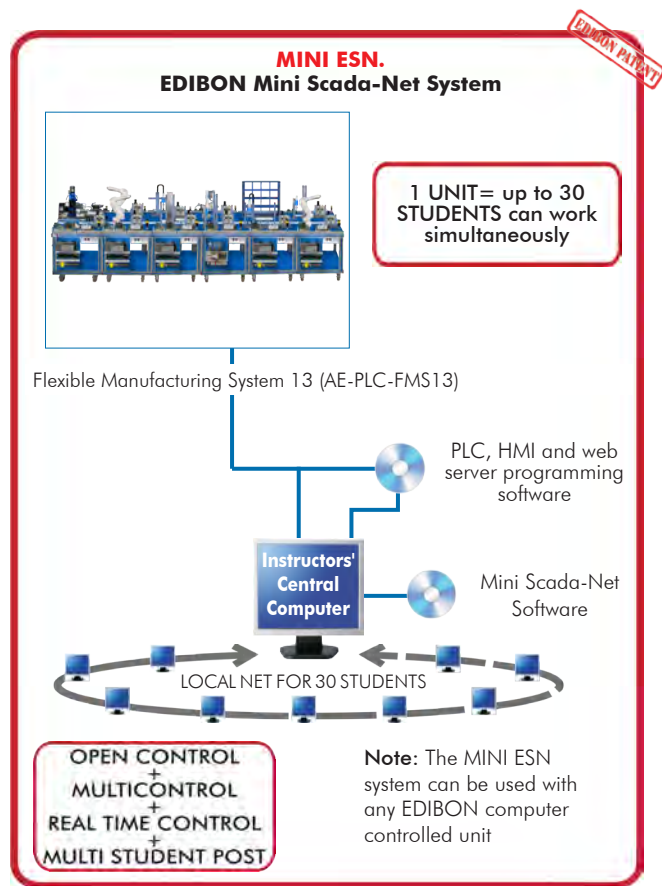 EDIBON PATENT
MINI ESN.
EDIBON Mini Scada-Net System
1 UNIT= up to 30
STUDENTS can work
simultaneously
Flexible Manufacturing System 13 (AE-PLC-FMS13)
PLC, HMI and web
server programming
software
Instructors'
Central
Computer
Mini Scada-Net
Software
LOCAL NET FOR 30 STUDENTS
OPEN CONTROL
+
MULTICONTROL
+
REAL TIME CONTROL
+
MULTI STUDENT POST
Note: The MINI ESN
system can be used with
any EDIBON computer
controlled unit